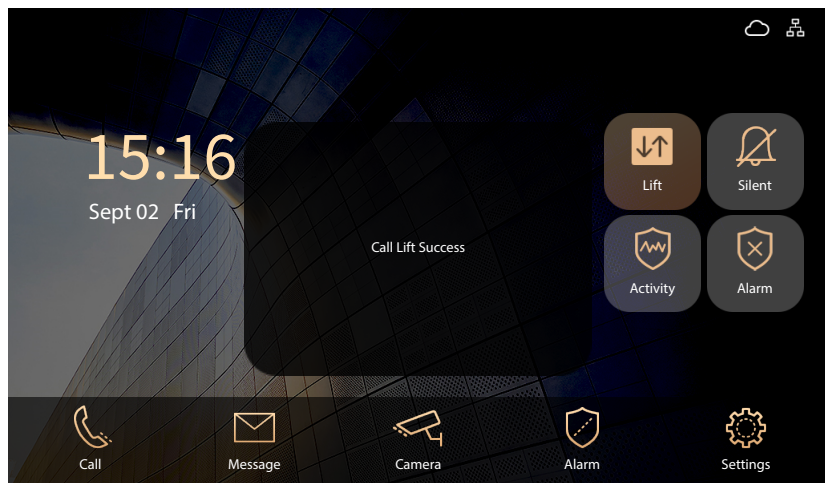 15:16
Sept 02 Fri
Call Lift Success
Lift
Silent
Activity
Alarm
Call
Message
Camera
Alarm
Settings